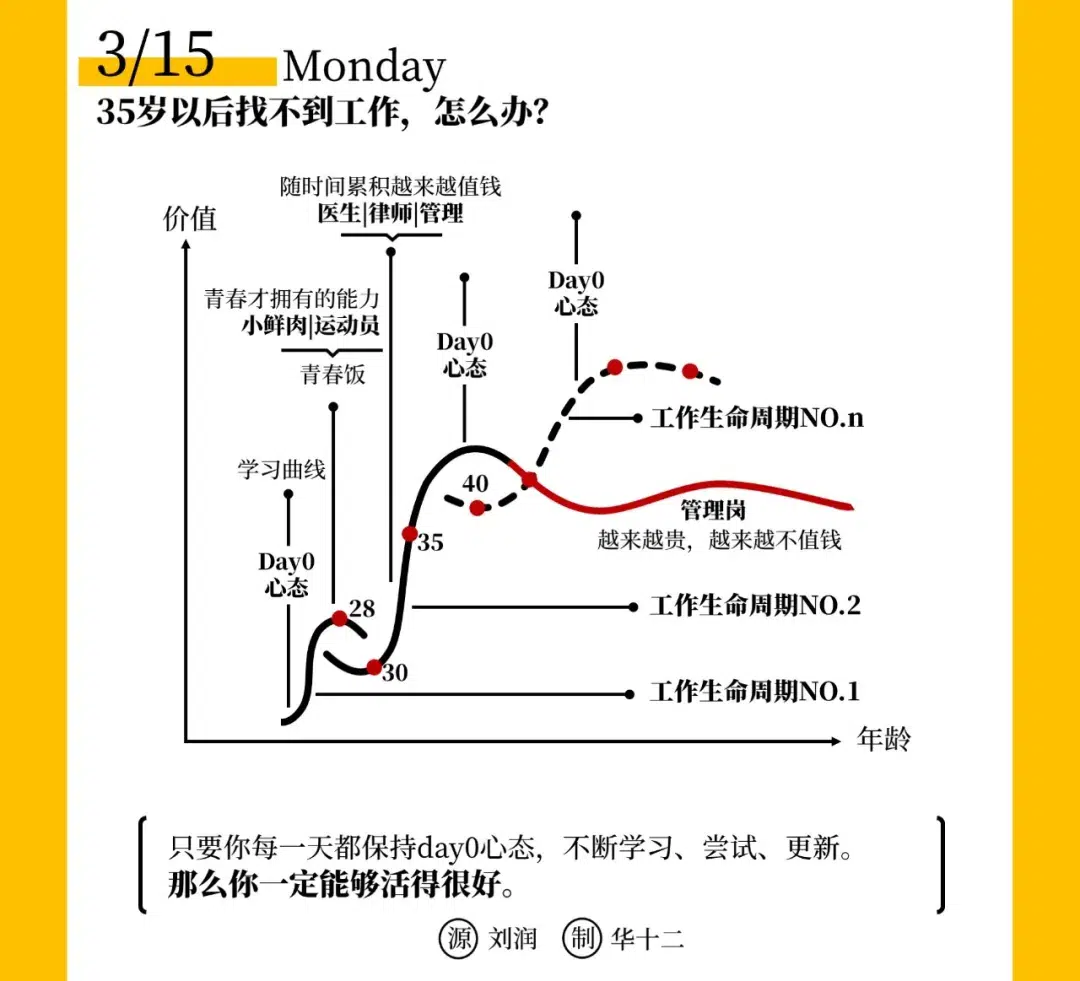 3/15 Monday
35岁以后找不到工作，怎么办？
随时间累积越来越值钱
医生|律师|管理
价值
青春才拥有的能力
小鲜肉|运动员
青春饭
学习曲线
Day0
心态
Day0
心态
Day0
心态
28
30
35
40
工作生命周期NO.n
管理岗
越来越贵，越来越不值钱
工作生命周期NO.2
工作生命周期NO.1
年龄
只要你每一天都保持day0心态，不断学习、尝试、更新。
那么你一定能够活得很好。
源 刘润 制 华十二